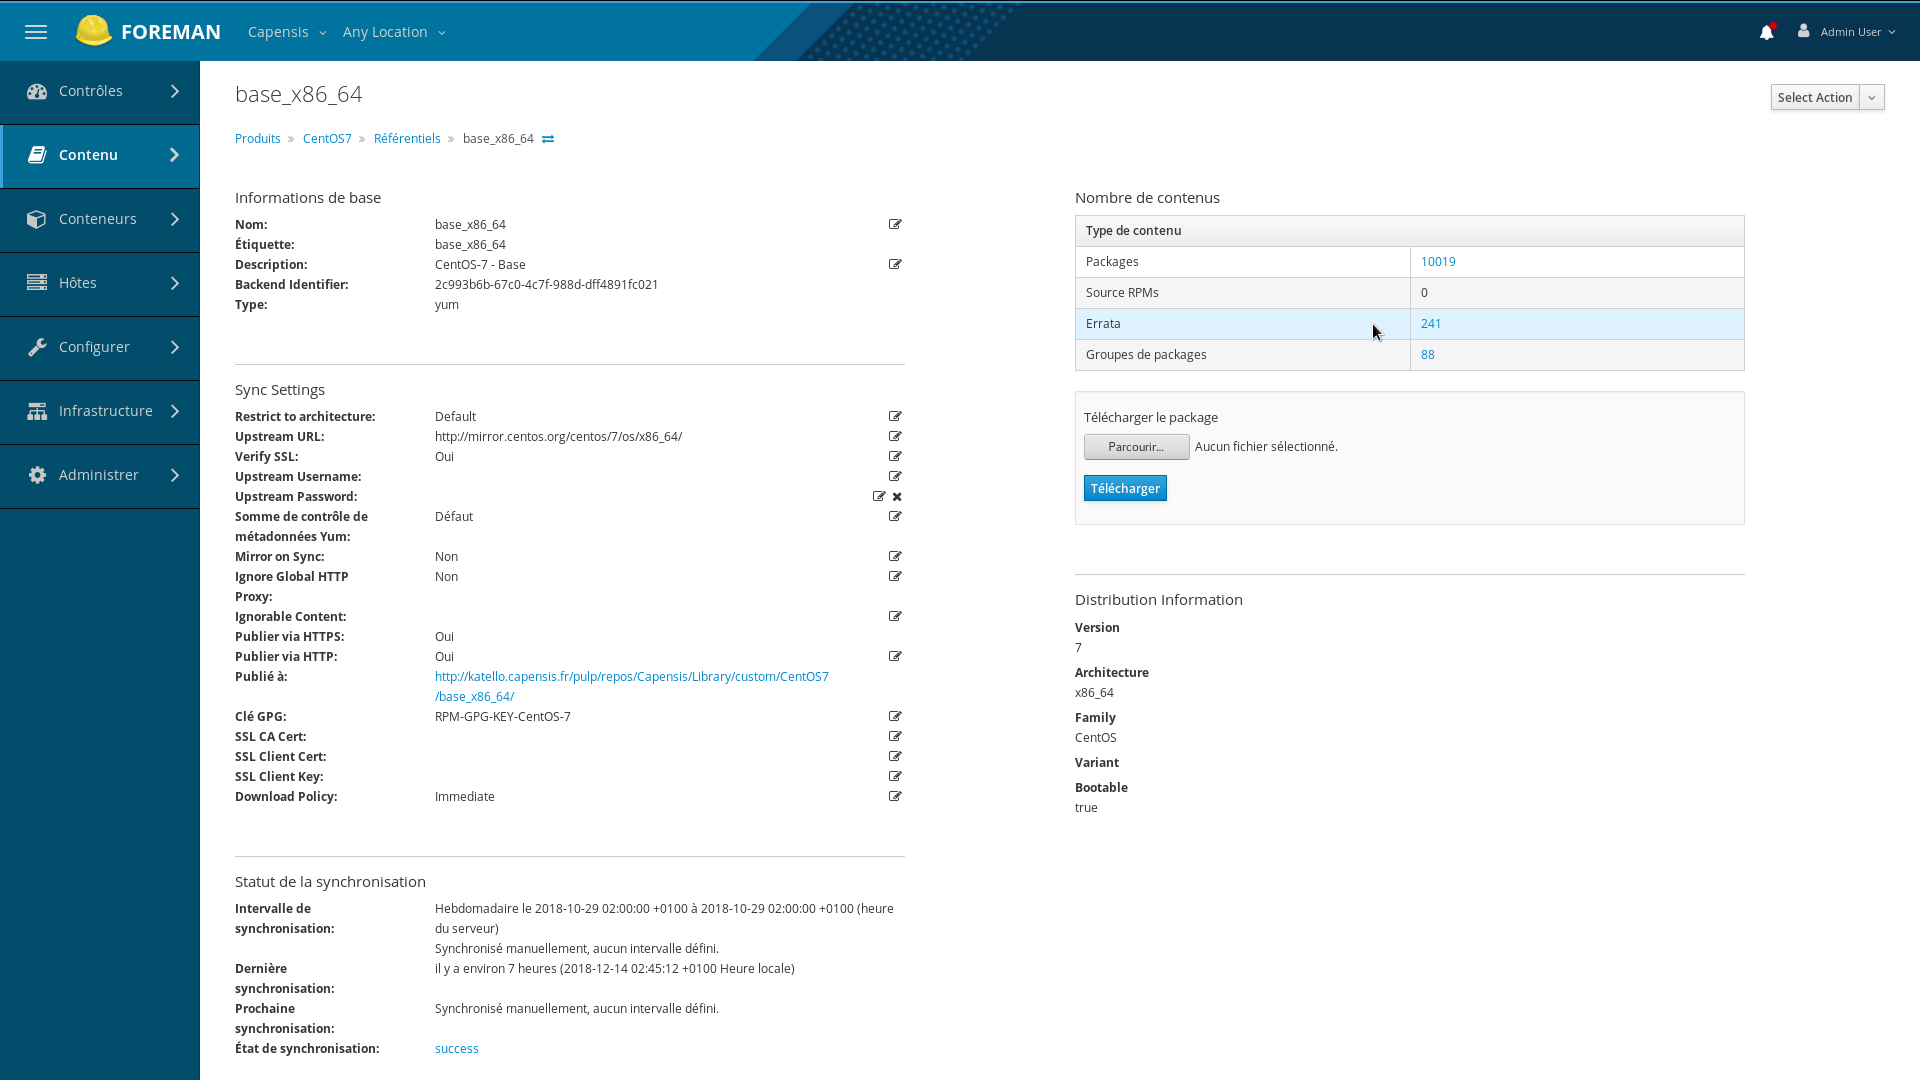 FOREMAN
Capensis
Any Location
Admin User
Contrôles
Contenu
Conteneurs
Hôtes
Configurer
Infrastructure
Administrer
base_x86_64
Select Action
Produits » CentOS7 » Référentiels » base_x86_64
Informations de base
Nom: base_x86_64
Étiquette: base_x86_64
Description: CentOS-7 - Base
Backend Identifier: 2c993b6b-67c0-4c7f-988d-dff4891fc021
Type: yum
Sync Settings
Restrict to architecture: Default
Upstream URL: http://mirror.centos.org/centos/7/os/x86_64/
Verify SSL: Oui
Upstream Username:
Upstream Password:
Somme de contrôle de Défaut
métadonnées Yum:
Mirror on Sync: Non
Ignore Global HTTP Non
Proxy:
Ignorable Content:
Publier via HTTPS: Oui
Publier via HTTP: Oui
Publié à: http://katello.capensis.fr/pulp/repos/Capensis/Library/custom/CentOS7
/base_x86_64/
Clé GPG: RPM-GPG-KEY-CentOS-7
SSL CA Cert:
SSL Client Cert:
SSL Client Key:
Download Policy: Immediate
Statut de la synchronisation
Intervalle de Hebdomadaire le 2018-10-29 02:00:00 +0100 à 2018-10-29 02:00:00 +0100 (heure
synchronisation: du serveur)
Synchronisé manuellement, aucun intervalle défini.
Dernière il y a environ 7 heures (2018-12-14 02:45:12 +0100 Heure locale)
synchronisation:
Prochaine Synchronisé manuellement, aucun intervalle défini.
synchronisation:
État de synchronisation: success
Nombre de contenus
Type de contenu
Packages 10019
Source RPMs 0
Errata 241
Groupes de packages 88
Télécharger le package
Parcourir... Aucun fichier sélectionné.
Télécharger
Distribution Information
Version
7
Architecture
x86_64
Family
CentOS
Variant
Bootable
true